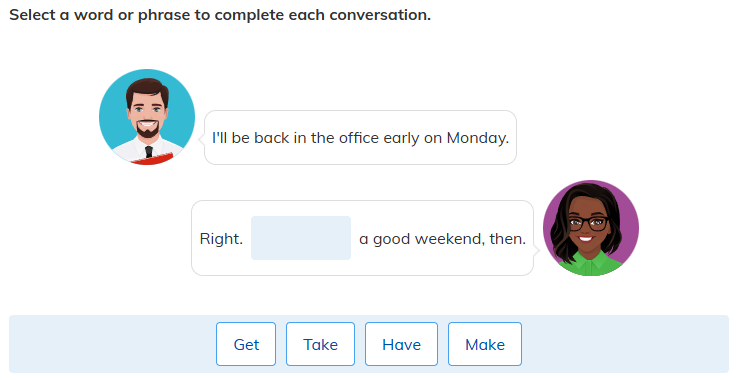 Select a word or phrase to complete each conversation.
I'll be back in the office early on Monday.
Right. a good weekend, then.
Get Take Have Make